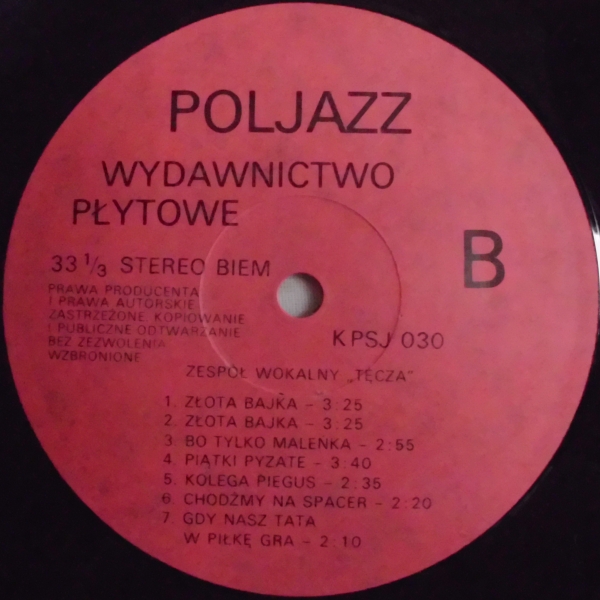 POLJAZZ
WYDAWNICTWO
PŁYTOWE
33 1/3 STEREO BIEM
B
PRAWA PRODUCENTA
I PRAWA AUTORSKIE
ZASTRZEŻONE. KOPIOWANIE
I PUBLICZNE ODTWARZANIE
BEZ ZEZWOLENIA
WZBRONIONE
KPSJ 030
ZESPÓŁ WOKALNY „TĘCZA"
1. ZŁOTA BAJKA – 3:25
2. ZŁOTA BAJKA – 3:25
3. BO TYLKO MALEŃKA – 2:55
4. PIĄTKI PYZATE – 3:40
5. KOLEGA PIEGUS – 2:35
6. CHODŹMY NA SPACER – 2:20
7. GDY NASZ TATA
W PIŁKĘ GRA – 2:10